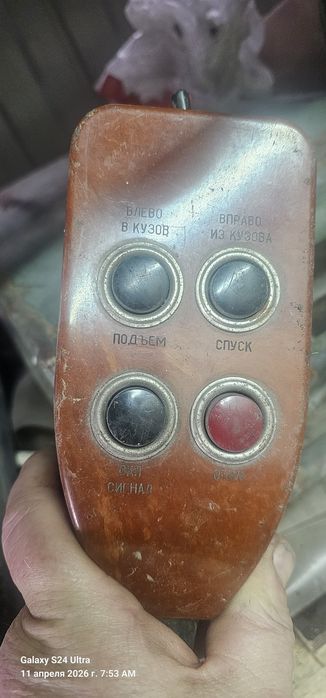 ВЛЕВО
В КУЗОВ
ВПРАВО
ИЗ КУЗОВА
ПОДЪЕМ
СПУСК
СИГНАЛ
Galaxy S24 Ultra
11 апреля 2026 г. 7:53 AM